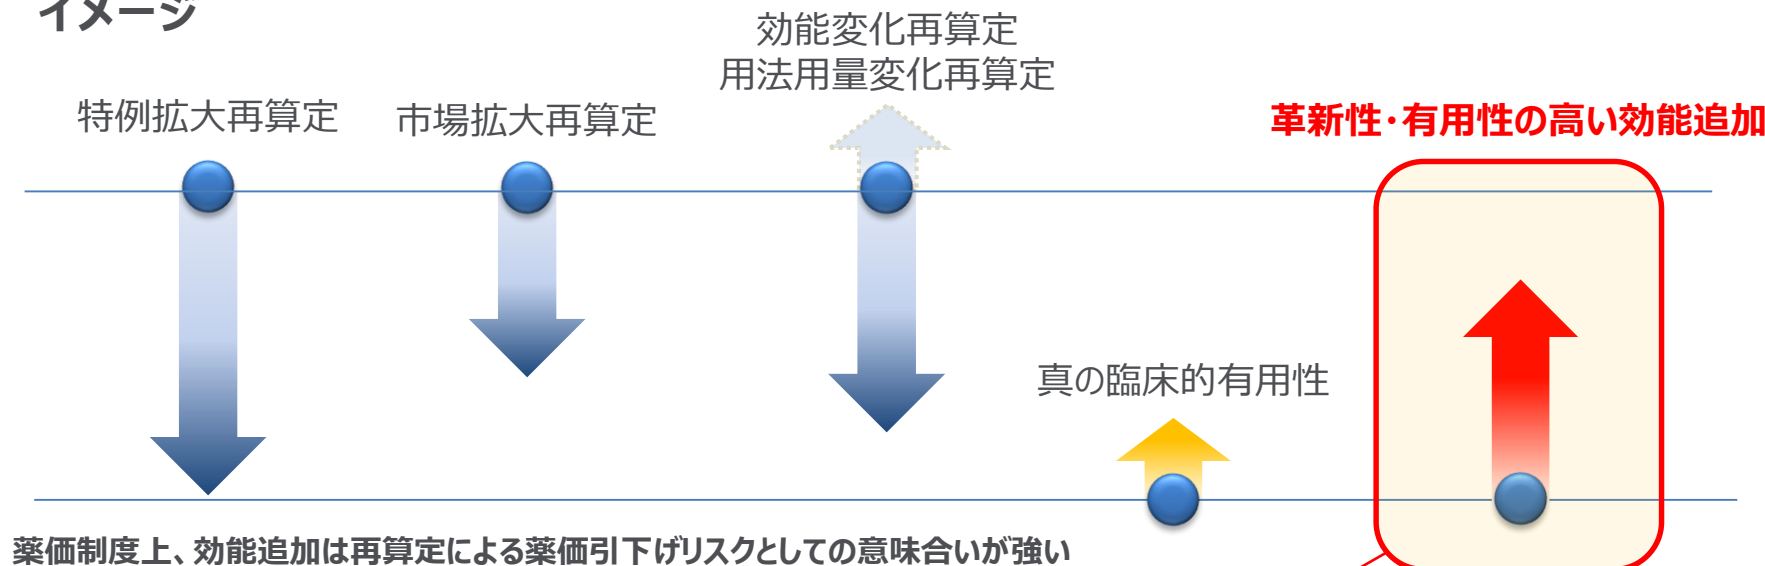 イメージ
効能変化再算定
用法用量変化再算定
特例拡大再算定
市場拡大再算定
革新性・有用性の高い効能追加
真の臨床的有用性
薬価制度上、効能追加は再算定による薬価引下げリスクとしての意味合いが強い